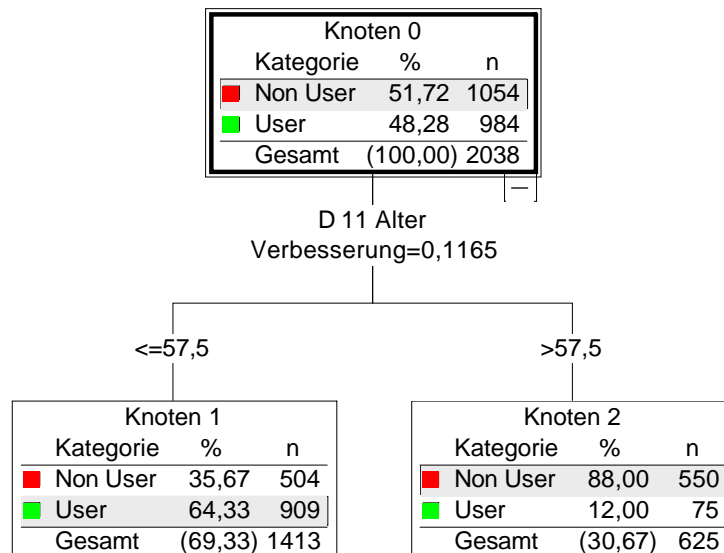 Knoten 0
Kategorie % n
Non User 51,72 1054
User 48,28 984
Gesamt (100,00) 2038
D 11 Alter
Verbesserung=0,1165
<=57,5
>57,5
Knoten 1
Kategorie % n
Non User 35,67 504
User 64,33 909
Gesamt (69,33) 1413
Knoten 2
Kategorie % n
Non User 88,00 550
User 12,00 75
Gesamt (30,67) 625